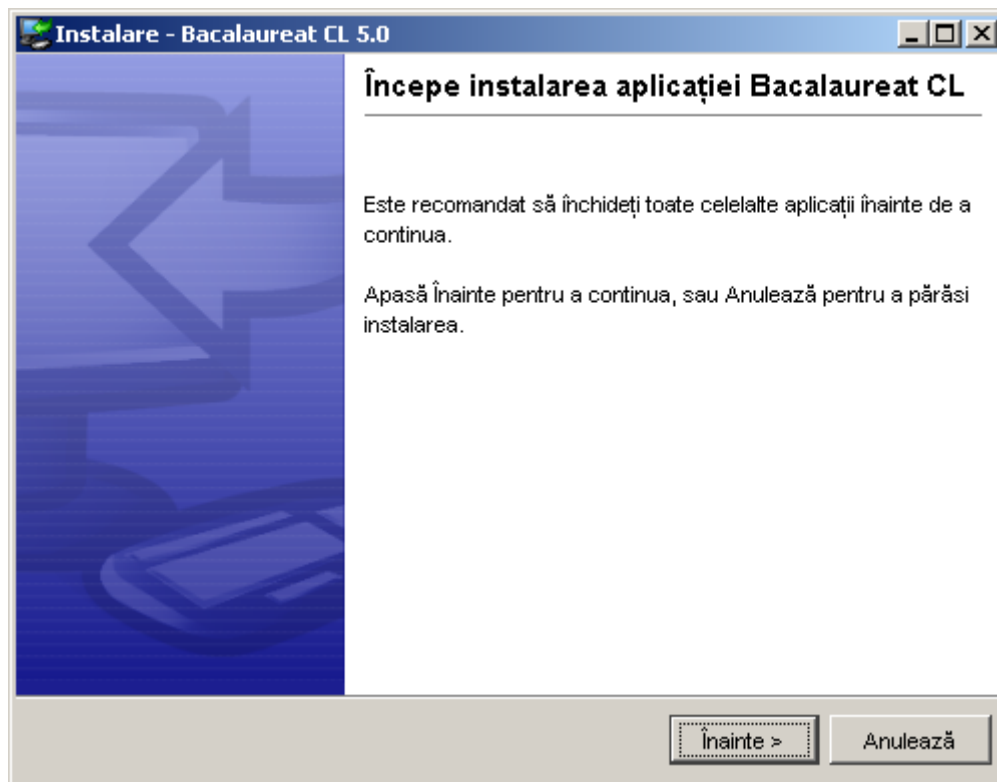 Instalare - Bacalaureat CL 5.0
Începe instalarea aplicației Bacalaureat CL
Este recomandat să închideți toate celelalte aplicații înainte de a
continua.
Apasă Înainte pentru a continua, sau Anulează pentru a părăsi
instalarea.
Înainte >
Anulează